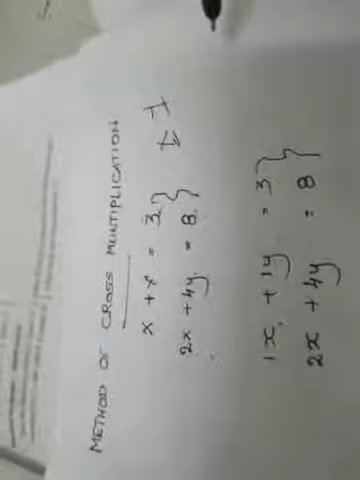 METHOD OF CROSS MULTIPLICATION
x + x = 3 }
2x + 4y = 8 }
1x + 1y = 3 }
2x + 4y = 8 }